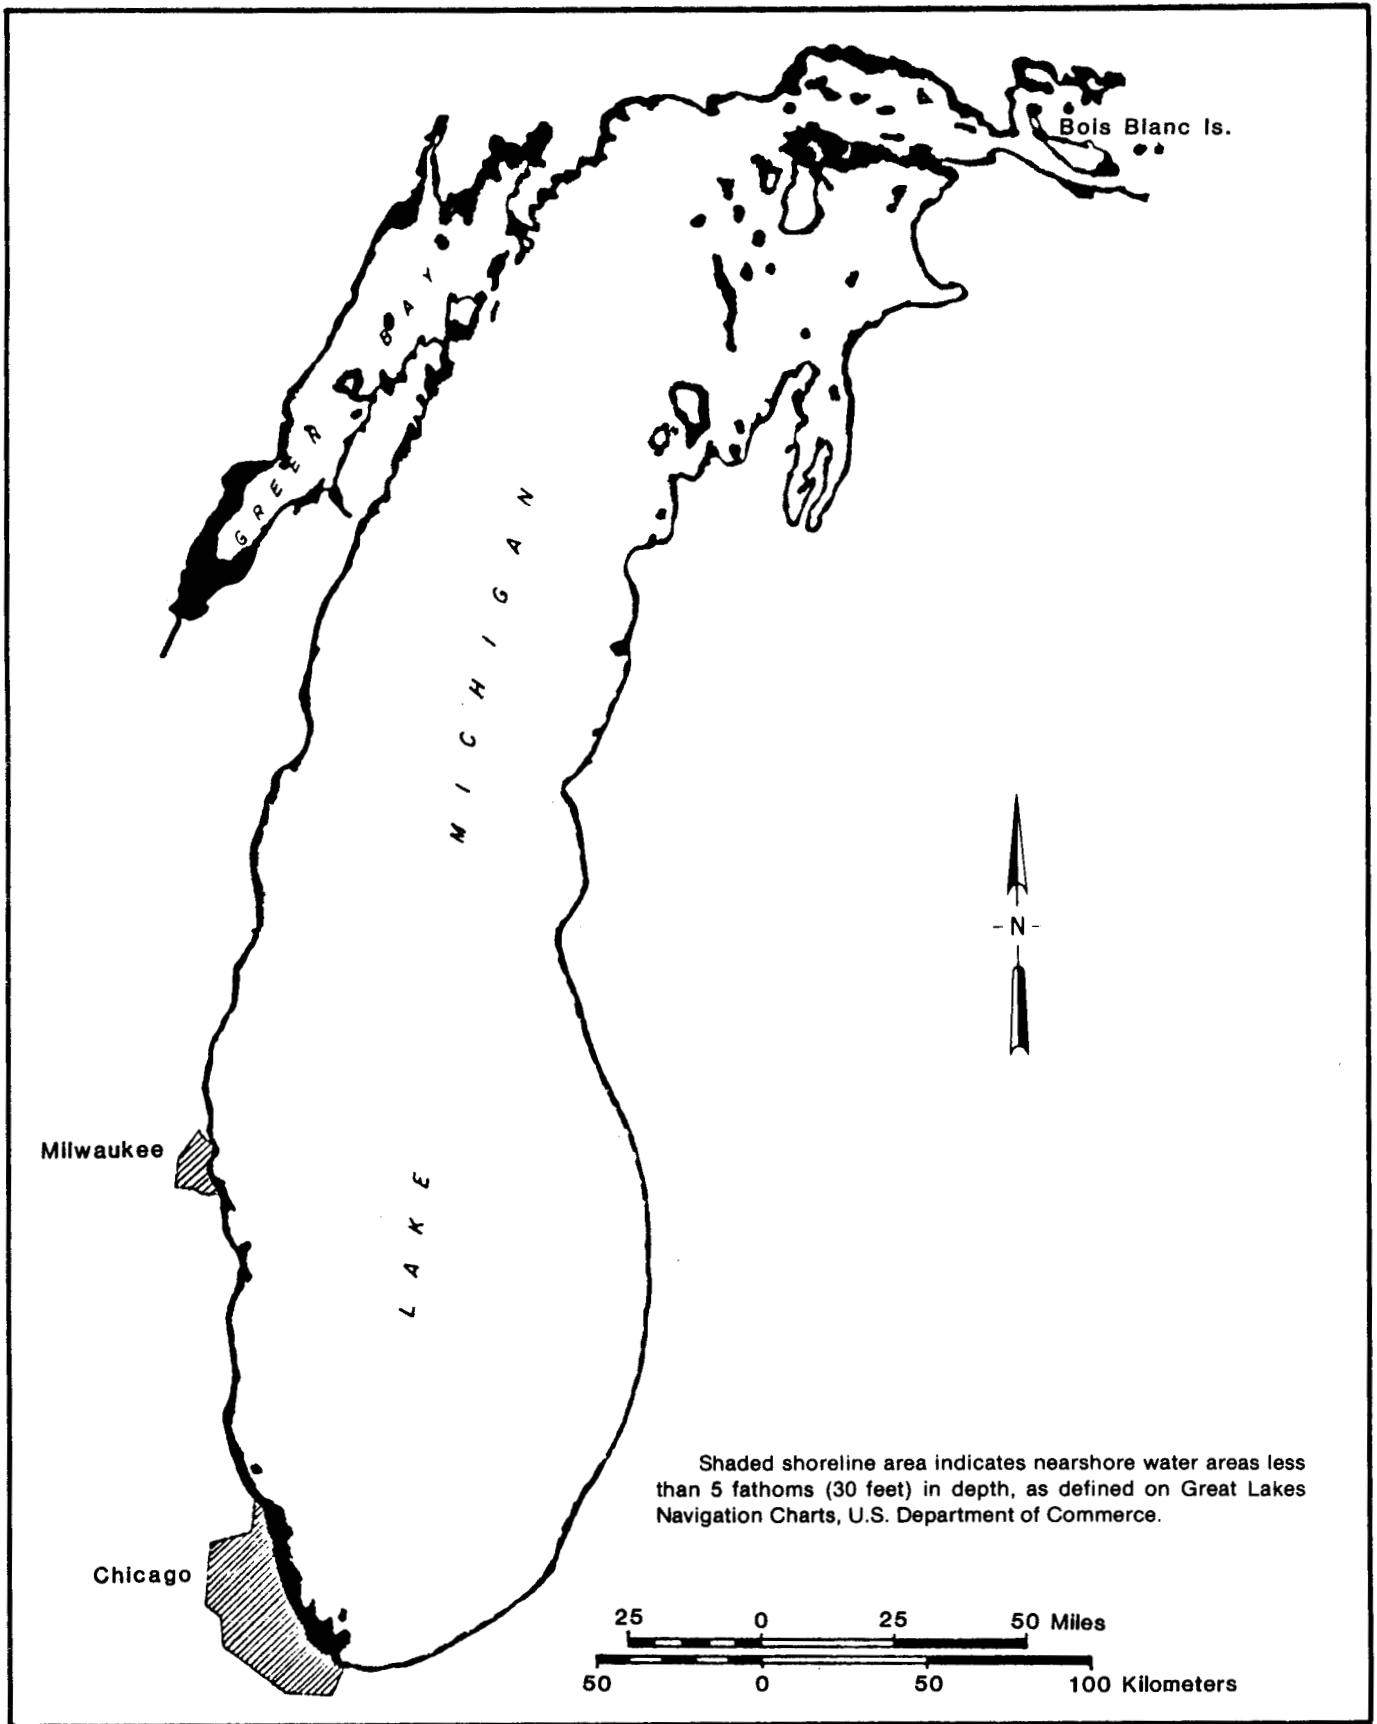 Bois Blanc Is.
GREEN BAY
LAKE MICHIGAN
- N -
Milwaukee
Shaded shoreline area indicates nearshore water areas less
than 5 fathoms (30 feet) in depth, as defined on Great Lakes
Navigation Charts, U.S. Department of Commerce.
Chicago
25 0 25 50 Miles
50 0 50 100 Kilometers